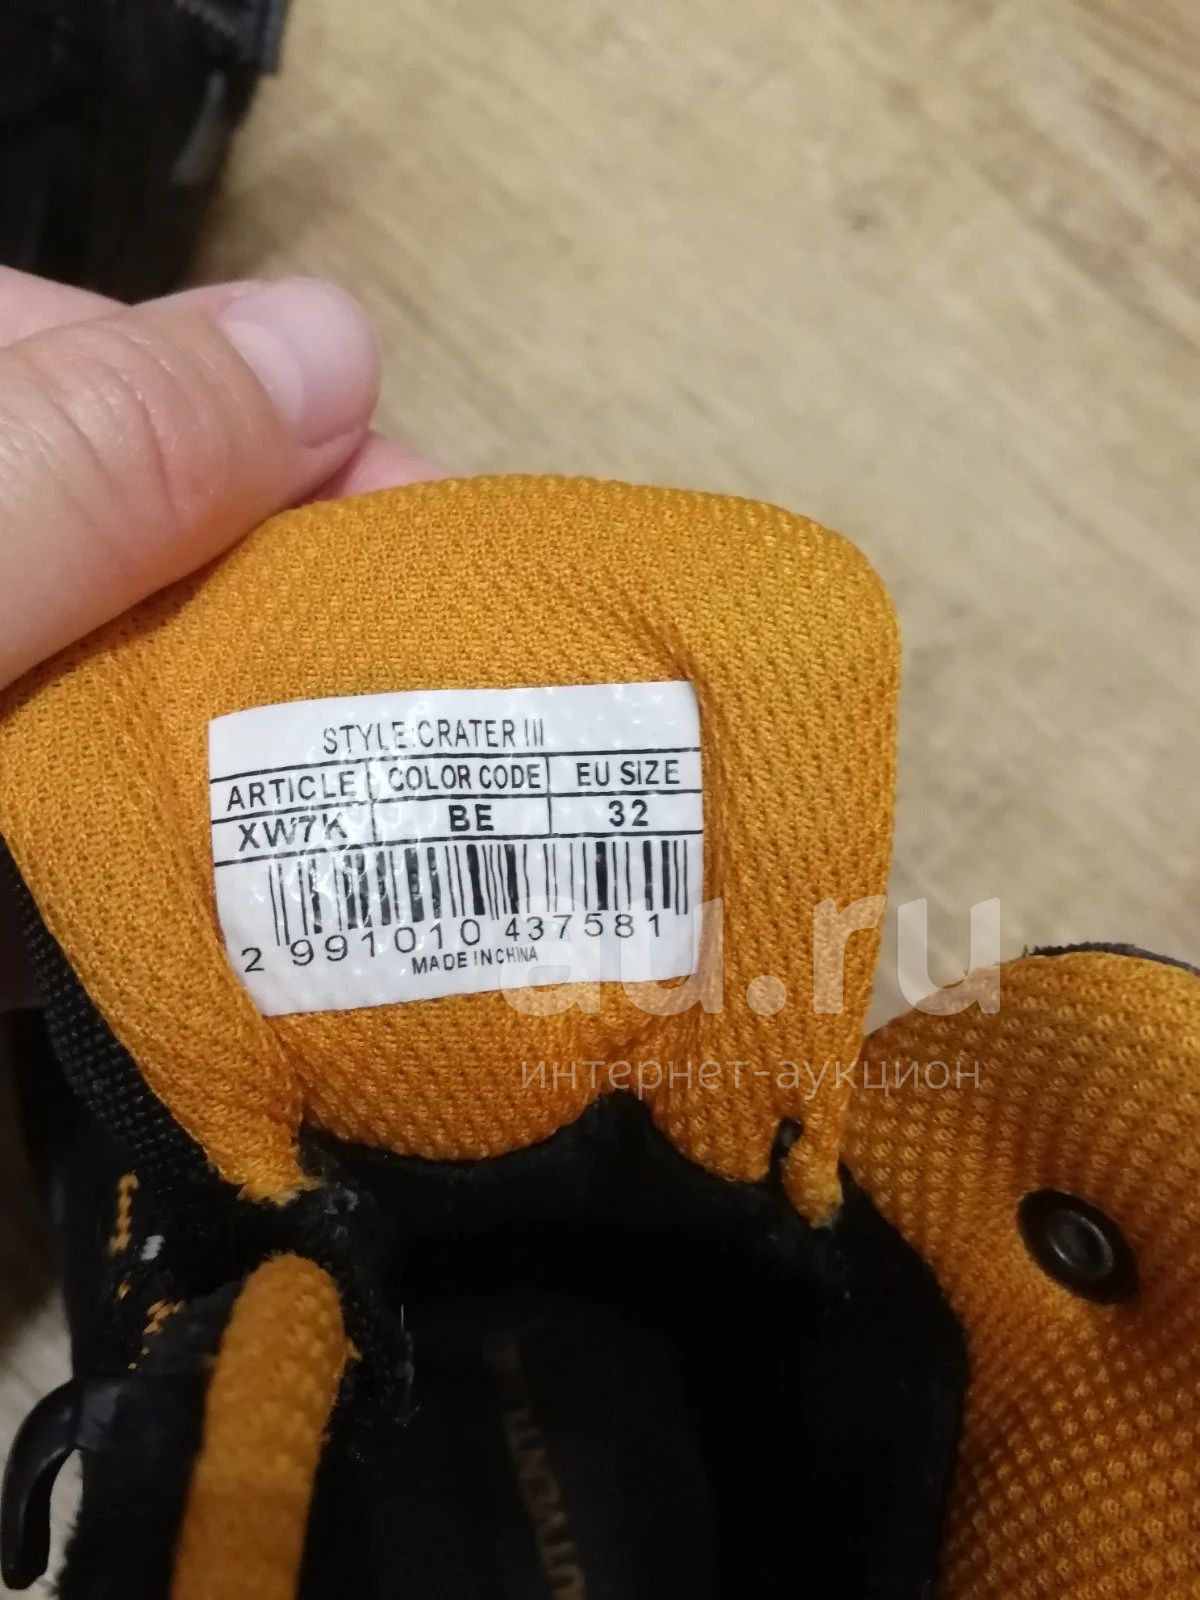 STYLE:CRATER III
ARTICLE COLOR CODE EU SIZE
XW7K BE 32
2 991010 437581
MADE IN CHINA
au.ru
интернет-аукцион